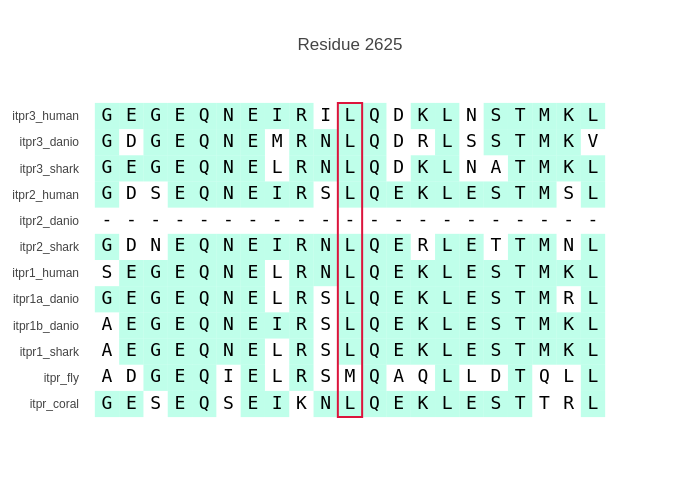 Residue 2625
itpr3_human G E G E Q N E I R I L Q D K L N S T M K L
itpr3_danio G D G E Q N E M R N L Q D R L S S T M K V
itpr3_shark G E G E Q N E L R N L Q D K L N A T M K L
itpr2_human G D S E Q N E I R S L Q E K L E S T M S L
itpr2_danio - - - - - - - - - - - - - - - - - - - - -
itpr2_shark G D N E Q N E I R N L Q E R L E T T M N L
itpr1_human S E G E Q N E L R N L Q E K L E S T M K L
itpr1a_danio G E G E Q N E L R S L Q E K L E S T M R L
itpr1b_danio A E G E Q N E I R S L Q E K L E S T M K L
itpr1_shark A E G E Q N E L R S L Q E K L E S T M K L
itpr_fly A D G E Q I E L R S M Q A Q L L D T Q L L
itpr_coral G E S E Q S E I K N L Q E K L E S T T R L